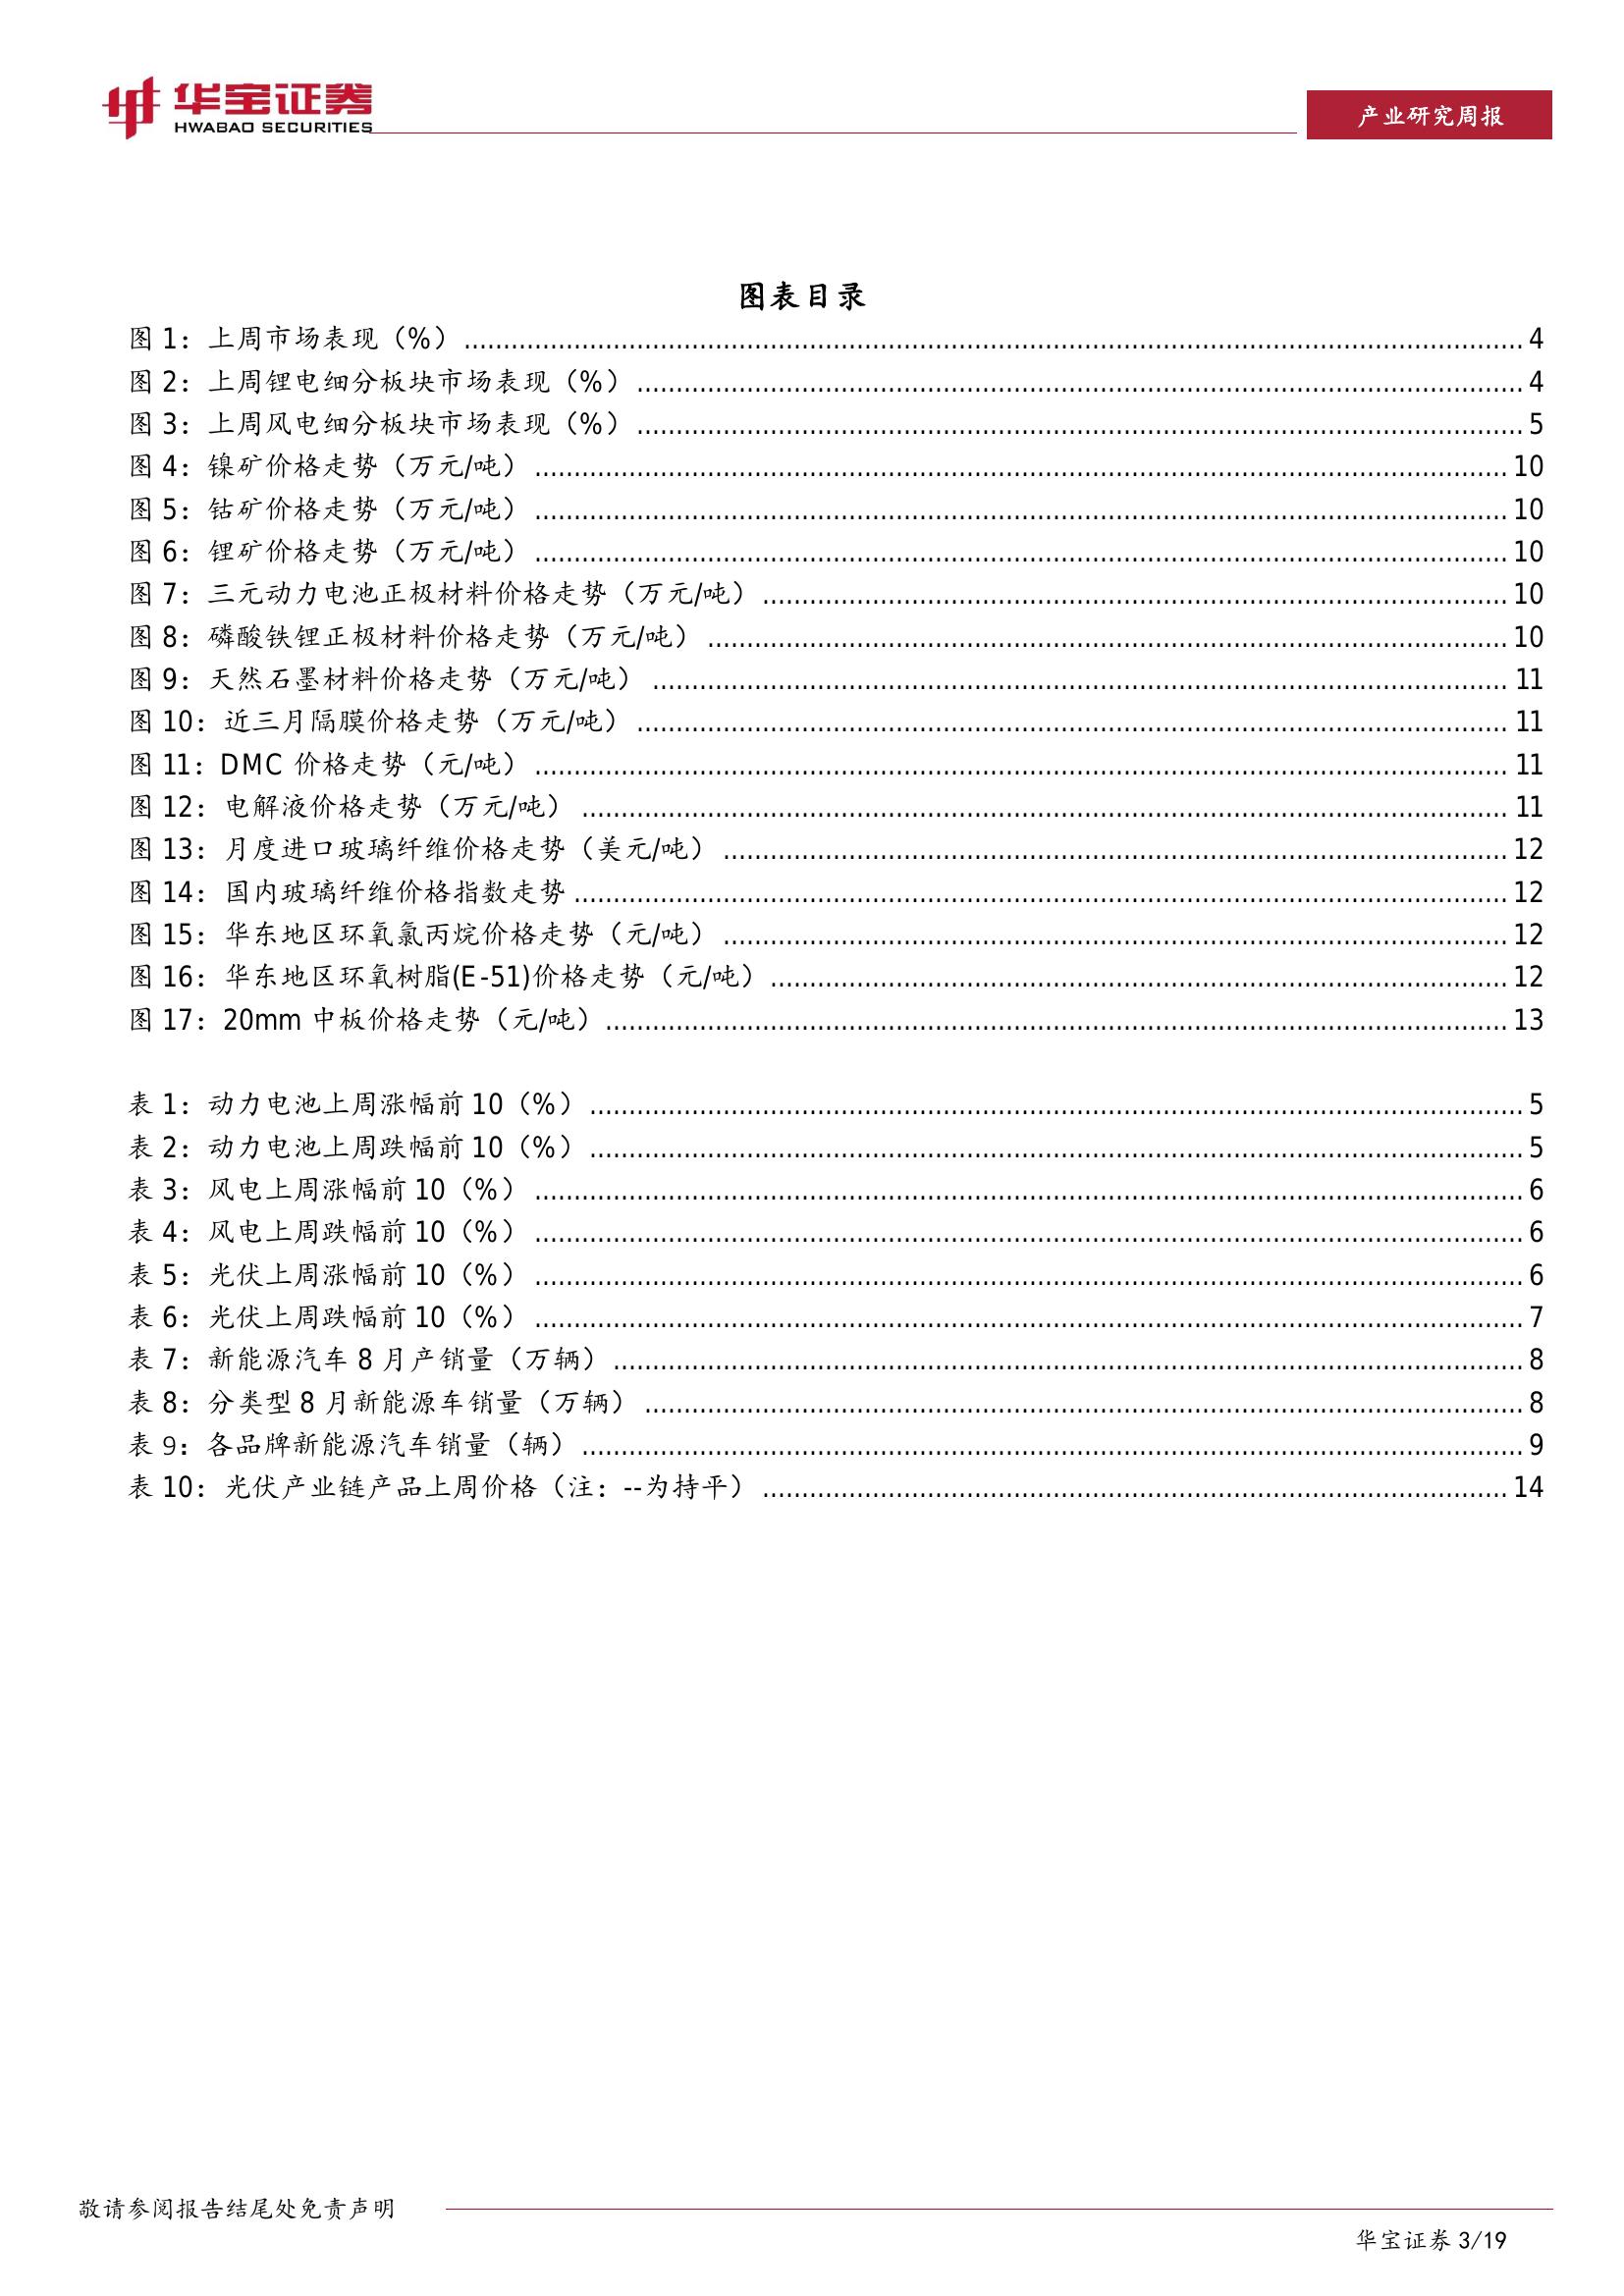 华宝证券
HWABAO SECURITIES
产业研究周报
图表目录
图 1：上周市场表现（%） 4
图 2：上周锂电细分板块市场表现（%） 4
图 3：上周风电细分板块市场表现（%） 5
图 4：镍矿价格走势（万元/吨） 10
图 5：钴矿价格走势（万元/吨） 10
图 6：锂矿价格走势（万元/吨） 10
图 7：三元动力电池正极材料价格走势（万元/吨） 10
图 8：磷酸铁锂正极材料价格走势（万元/吨） 10
图 9：天然石墨材料价格走势（万元/吨） 11
图 10：近三月隔膜价格走势（万元/吨） 11
图 11：DMC 价格走势（元/吨） 11
图 12：电解液价格走势（万元/吨） 11
图 13：月度进口玻璃纤维价格走势（美元/吨） 12
图 14：国内玻璃纤维价格指数走势 12
图 15：华东地区环氧氯丙烷价格走势（元/吨） 12
图 16：华东地区环氧树脂(E-51)价格走势（元/吨） 12
图 17：20mm 中板价格走势（元/吨） 13
表 1：动力电池上周涨幅前 10（%） 5
表 2：动力电池上周跌幅前 10（%） 5
表 3：风电上周涨幅前 10（%） 6
表 4：风电上周跌幅前 10（%） 6
表 5：光伏上周涨幅前 10（%） 6
表 6：光伏上周跌幅前 10（%） 7
表 7：新能源汽车 8 月产销量（万辆） 8
表 8：分类型 8 月新能源车销量（万辆） 8
表 9：各品牌新能源汽车销量（辆） 9
表 10：光伏产业链产品上周价格（注：--为持平） 14
敬请参阅报告结尾处免责声明
华宝证券 3/19